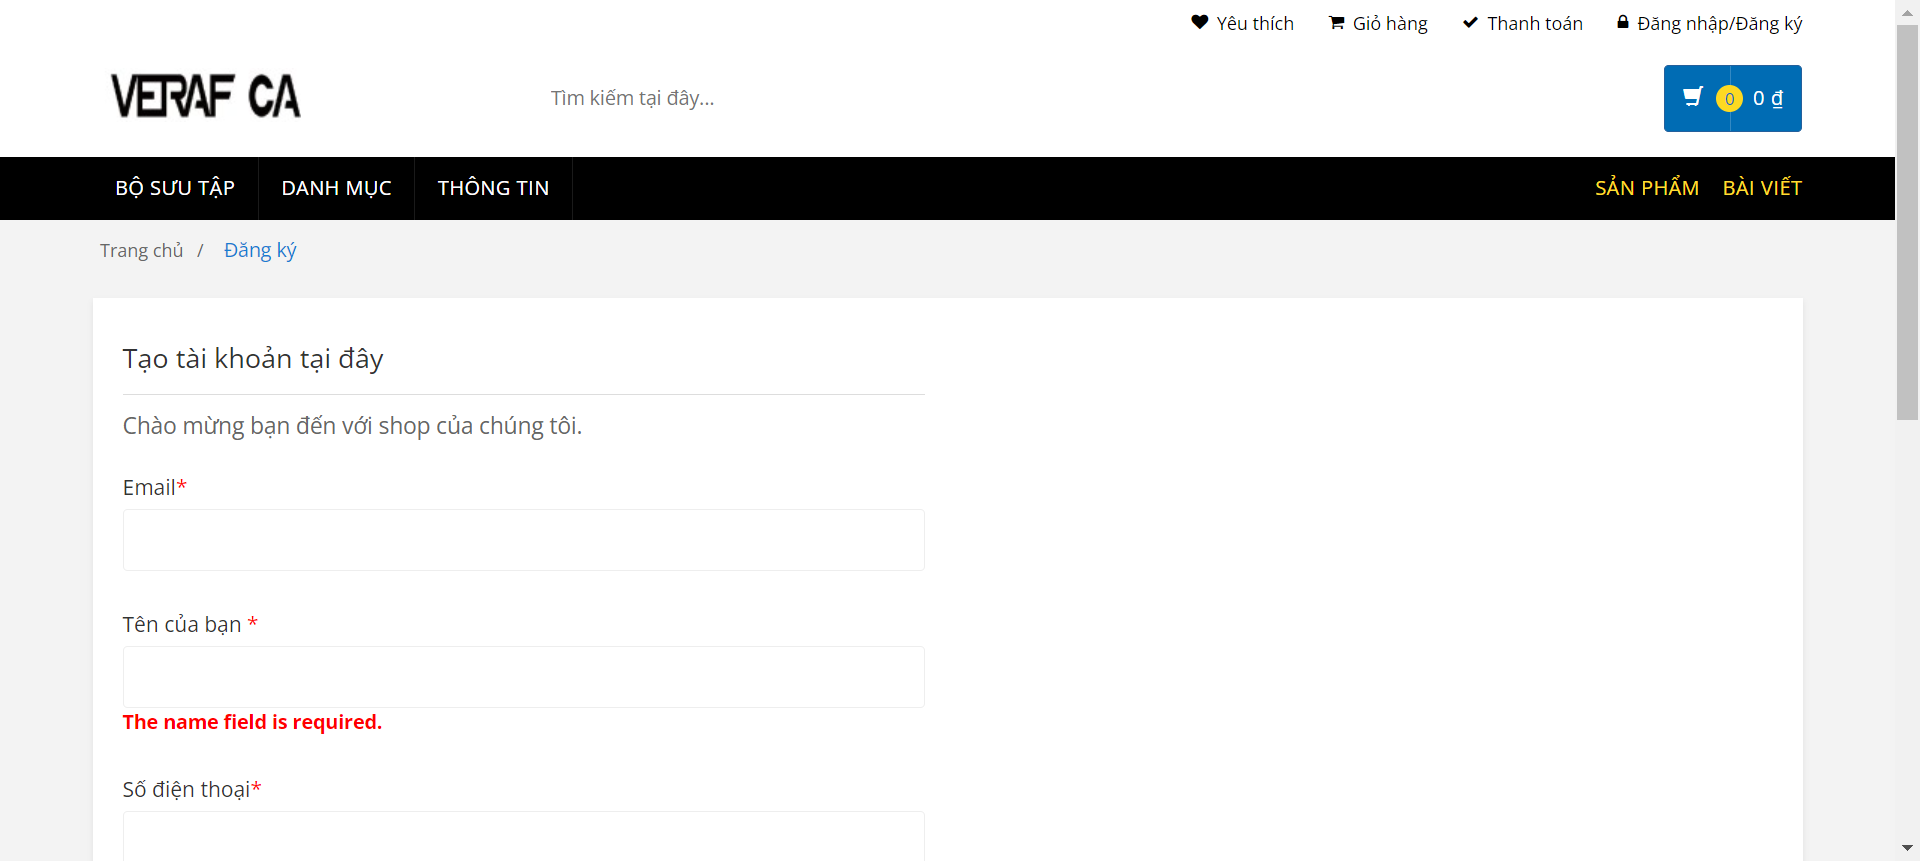 Yêu thích Giỏ hàng Thanh toán Đăng nhập/Đăng ký
VERAF CA
Tìm kiếm tại đây...
0 0 ₫
BỘ SƯU TẬP DANH MỤC THÔNG TIN SẢN PHẨM BÀI VIẾT
Trang chủ / Đăng ký
Tạo tài khoản tại đây
Chào mừng bạn đến với shop của chúng tôi.
Email*
Tên của bạn *
The name field is required.
Số điện thoại*